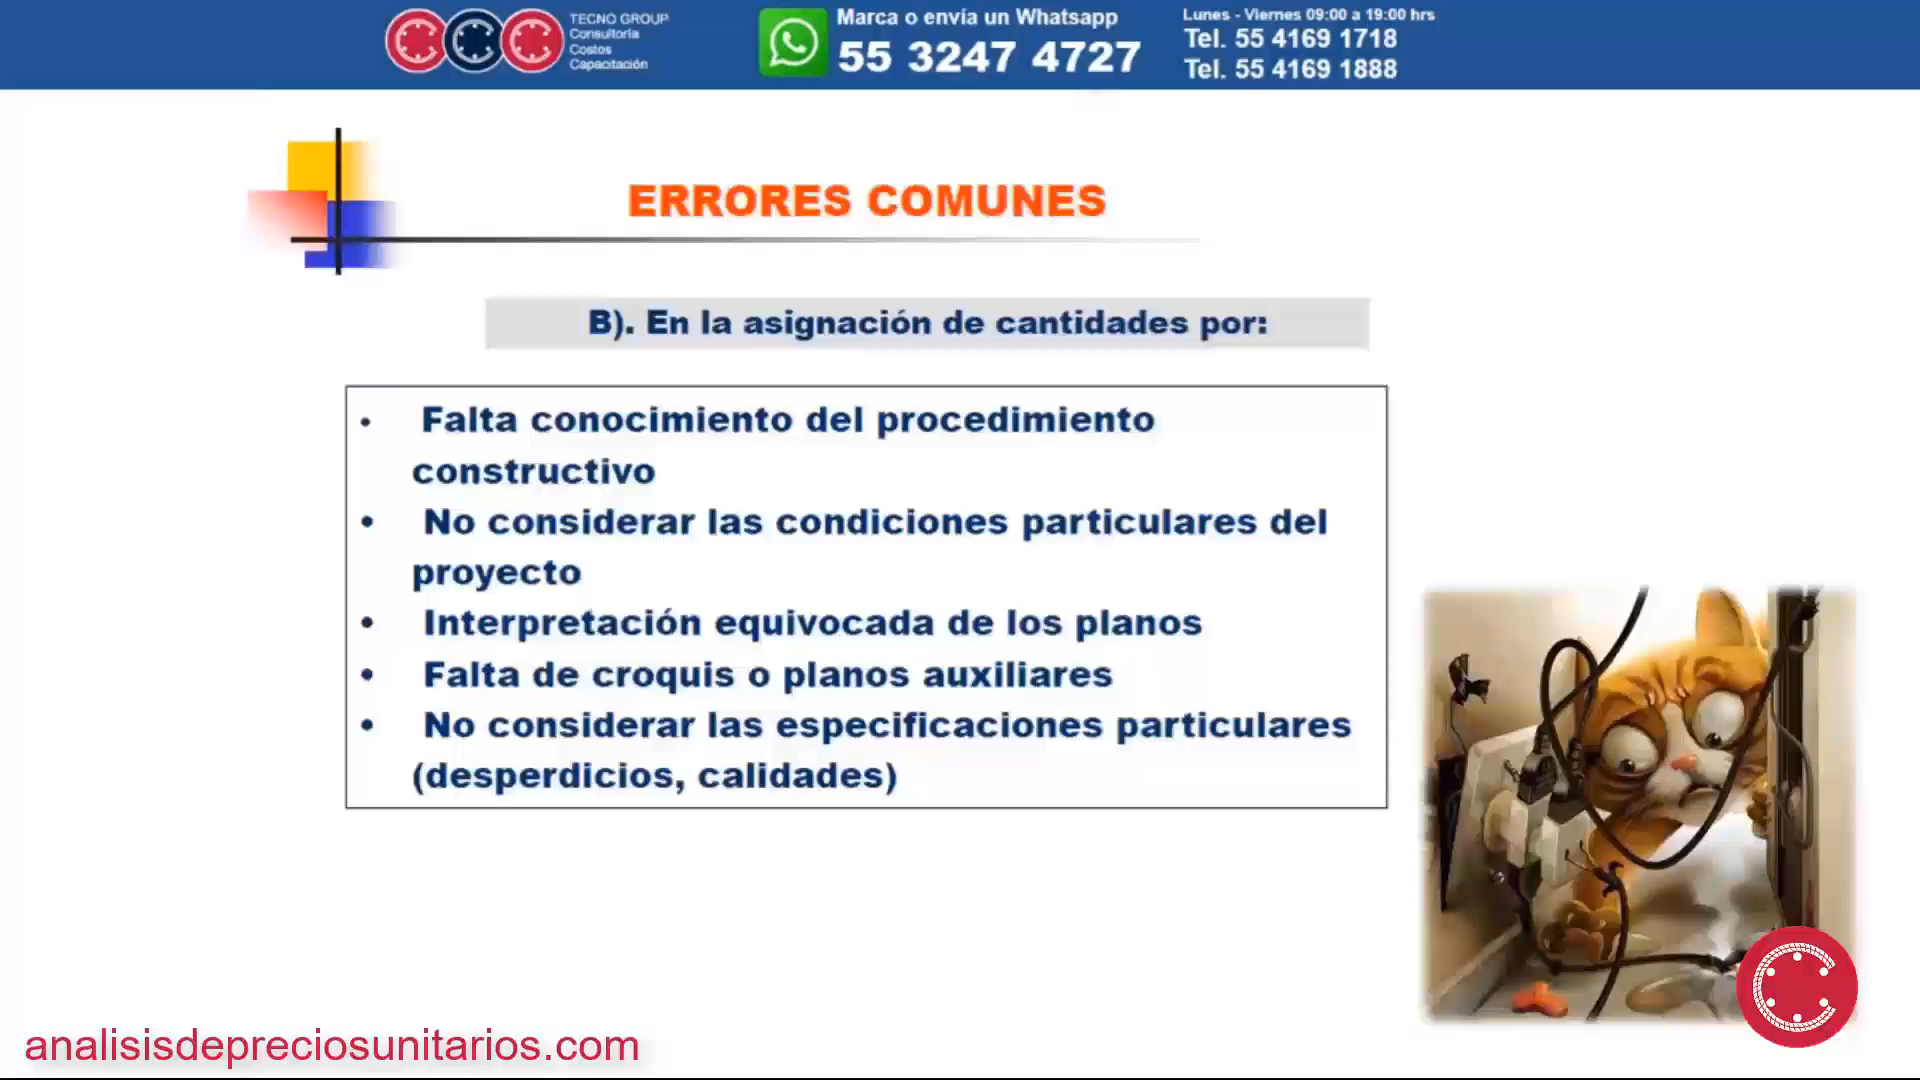 TECNO GROUP
Consultoría
Costos
Capacitación
Marca o envía un Whatsapp
55 3247 4727
Lunes - Viernes 09:00 a 19:00 hrs
Tel. 55 4169 1718
Tel. 55 4169 1888
ERRORES COMUNES
B). En la asignación de cantidades por:
• Falta conocimiento del procedimiento
constructivo
• No considerar las condiciones particulares del
proyecto
• Interpretación equivocada de los planos
• Falta de croquis o planos auxiliares
• No considerar las especificaciones particulares
(desperdicios, calidades)
analisisdepreciosunitarios.com